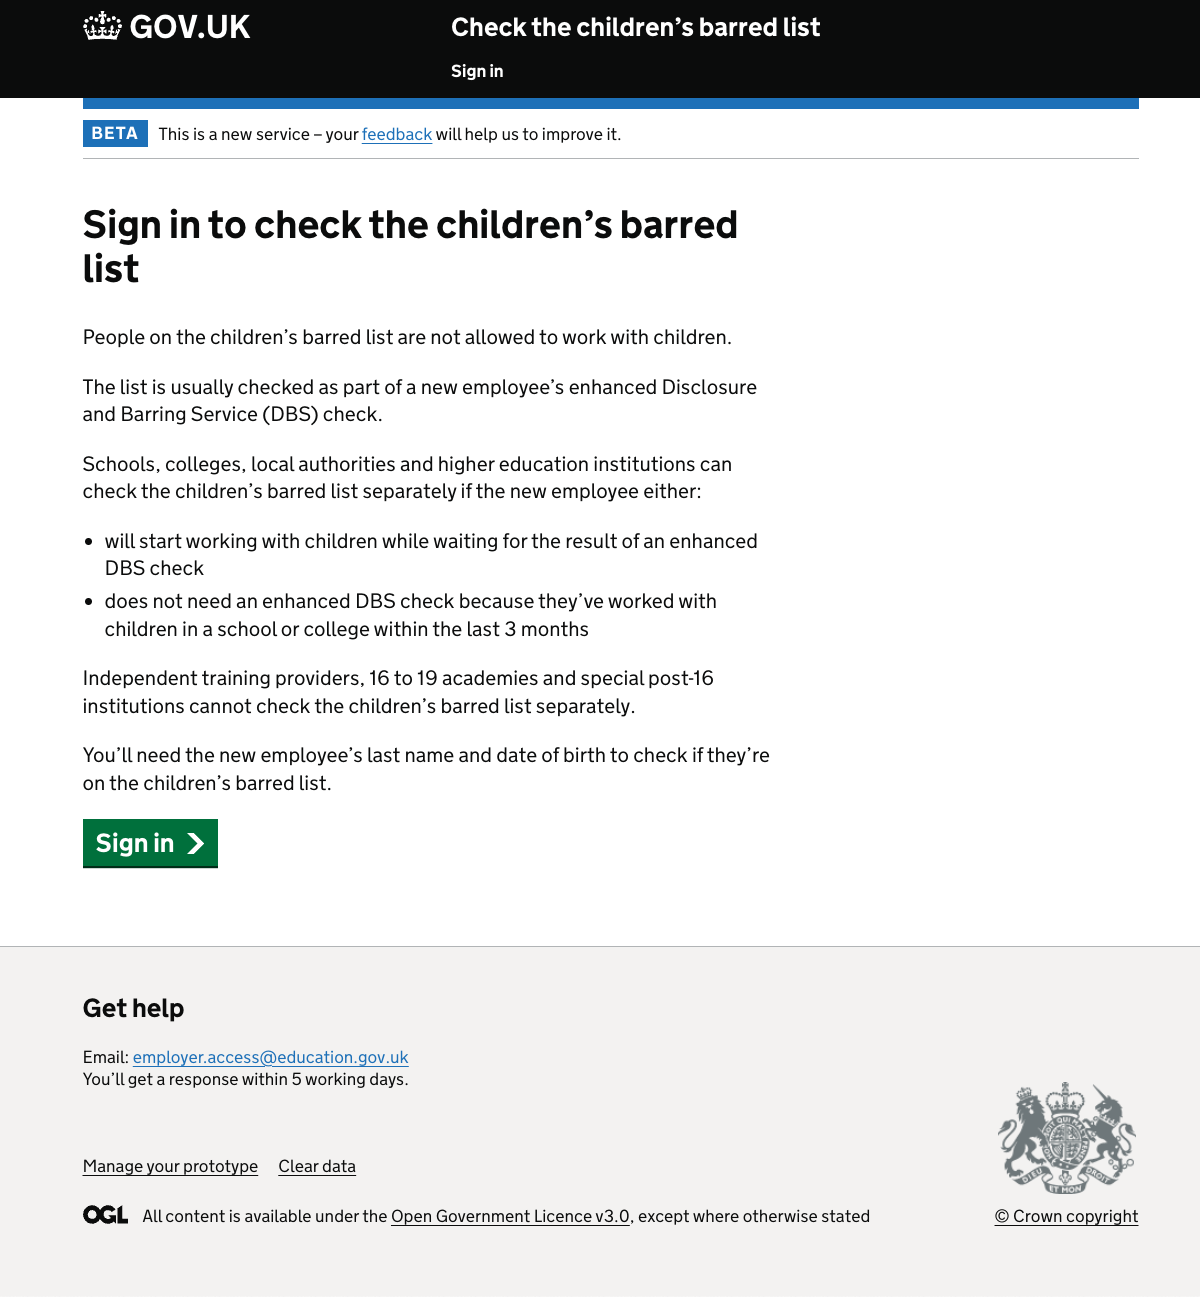 GOV.UK
Check the children’s barred list
Sign in
BETA This is a new service – your feedback will help us to improve it.
Sign in to check the children’s barred
list
People on the children’s barred list are not allowed to work with children.
The list is usually checked as part of a new employee’s enhanced Disclosure
and Barring Service (DBS) check.
Schools, colleges, local authorities and higher education institutions can
check the children’s barred list separately if the new employee either:
• will start working with children while waiting for the result of an enhanced
DBS check
• does not need an enhanced DBS check because they’ve worked with
children in a school or college within the last 3 months
Independent training providers, 16 to 19 academies and special post-16
institutions cannot check the children’s barred list separately.
You’ll need the new employee’s last name and date of birth to check if they’re
on the children’s barred list.
Sign in
Get help
Email: employer.access@education.gov.uk
You’ll get a response within 5 working days.
Manage your prototype Clear data
DIEU ET MON DROIT
OGL All content is available under the Open Government Licence v3.0, except where otherwise stated
© Crown copyright